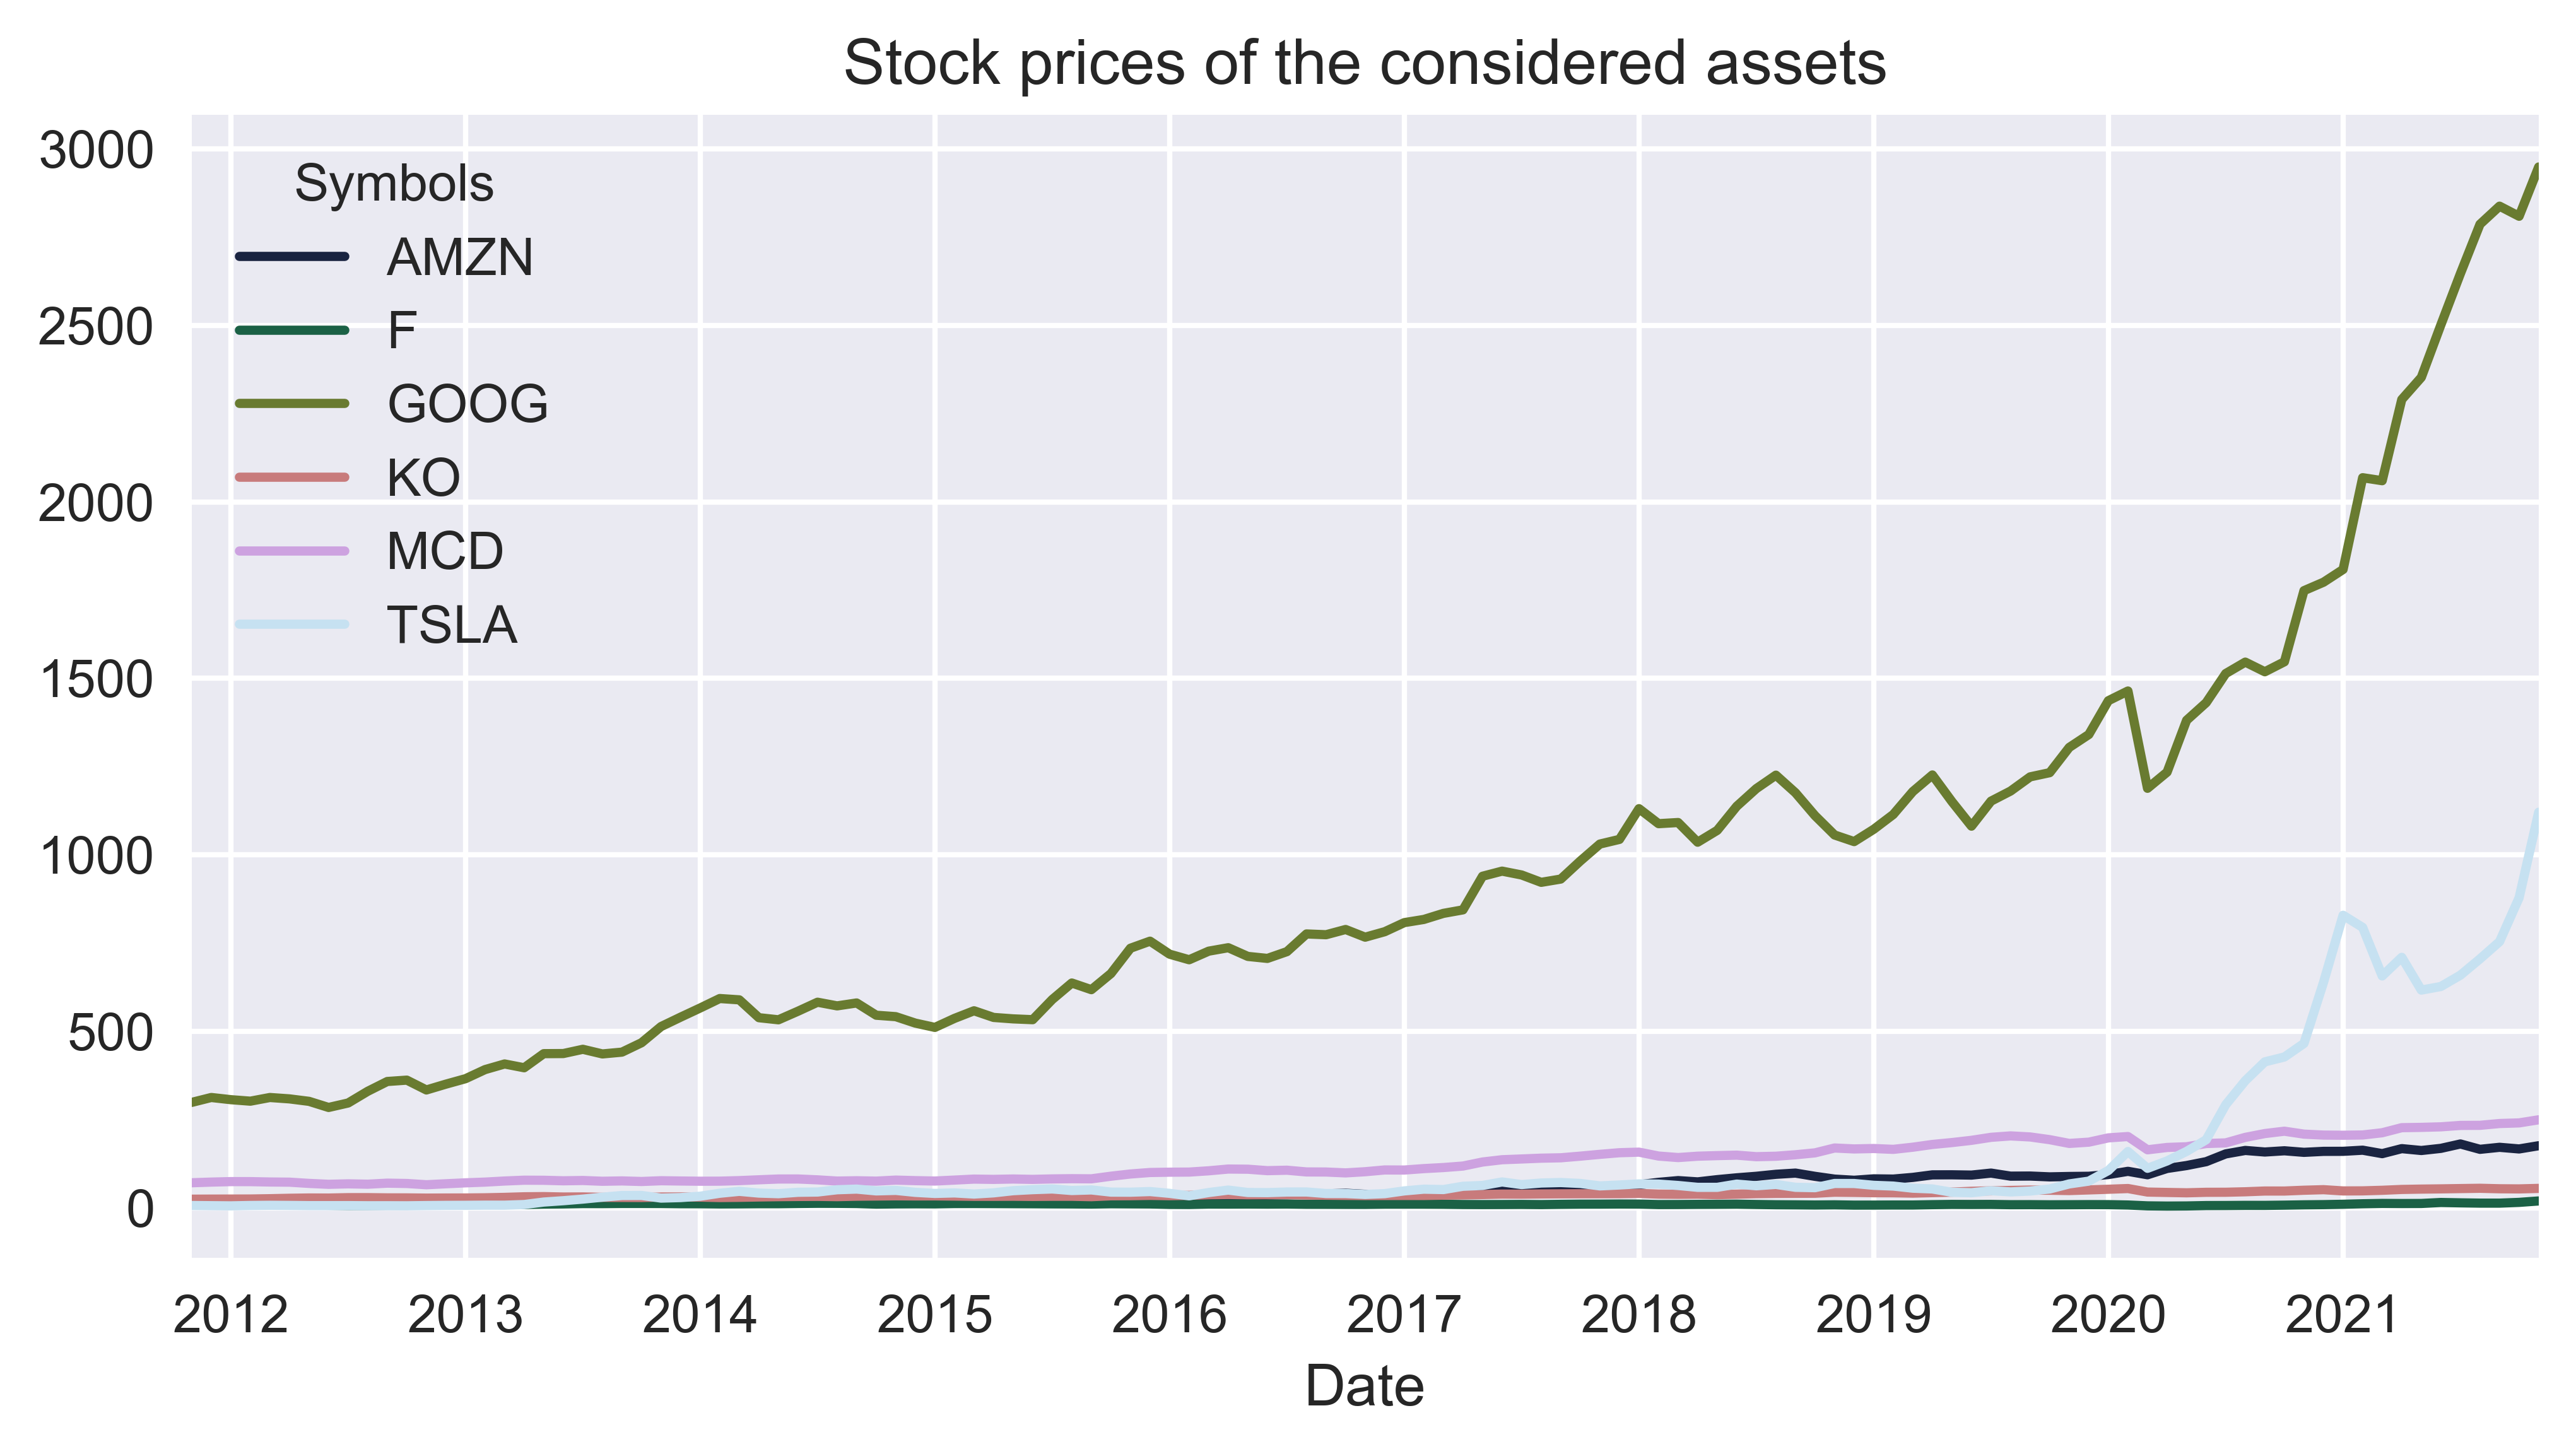 Stock prices of the considered assets
3000
2500
2000
1500
1000
500
0
Symbols
AMZN
F
GOOG
KO
MCD
TSLA
2012 2013 2014 2015 2016 2017 2018 2019 2020 2021
Date